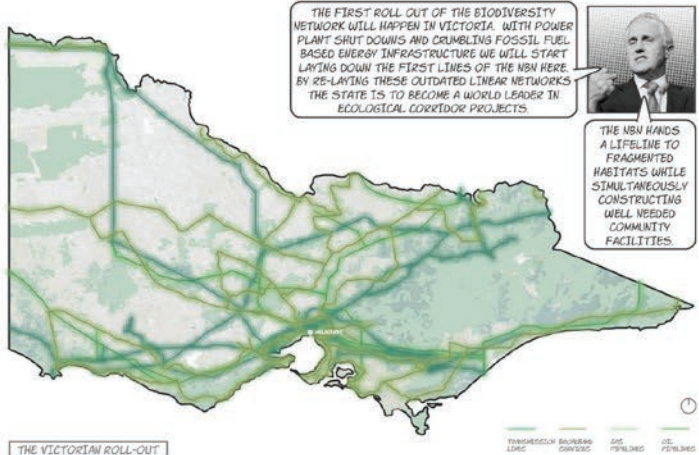 THE FIRST ROLL OUT OF THE BIODIVERSITY
NETWORK WILL HAPPEN IN VICTORIA. WITH POWER
PLANT SHUT DOWNS AND CRUMBLING FOSSIL FUEL
BASED ENERGY INFRASTRUCTURE WE WILL START
LAYING DOWN THE FIRST LINES OF THE NBN HERE.
BY RE-LAYING THESE OUTDATED LINEAR NETWORKS
THE STATE IS TO BECOME A WORLD LEADER IN
ECOLOGICAL CORRIDOR PROJECTS.
THE NBN HANDS
A LIFELINE TO
FRAGMENTED
HABITATS WHILE
SIMULTANEOUSLY
CONSTRUCTING
WELL NEEDED
COMMUNITY
FACILITIES.
MELBOURNE
TRANSMISSION LINES
BROADBAND SERVICES
GAS PIPELINES
OIL PIPELINES
THE VICTORIAN ROLL-OUT